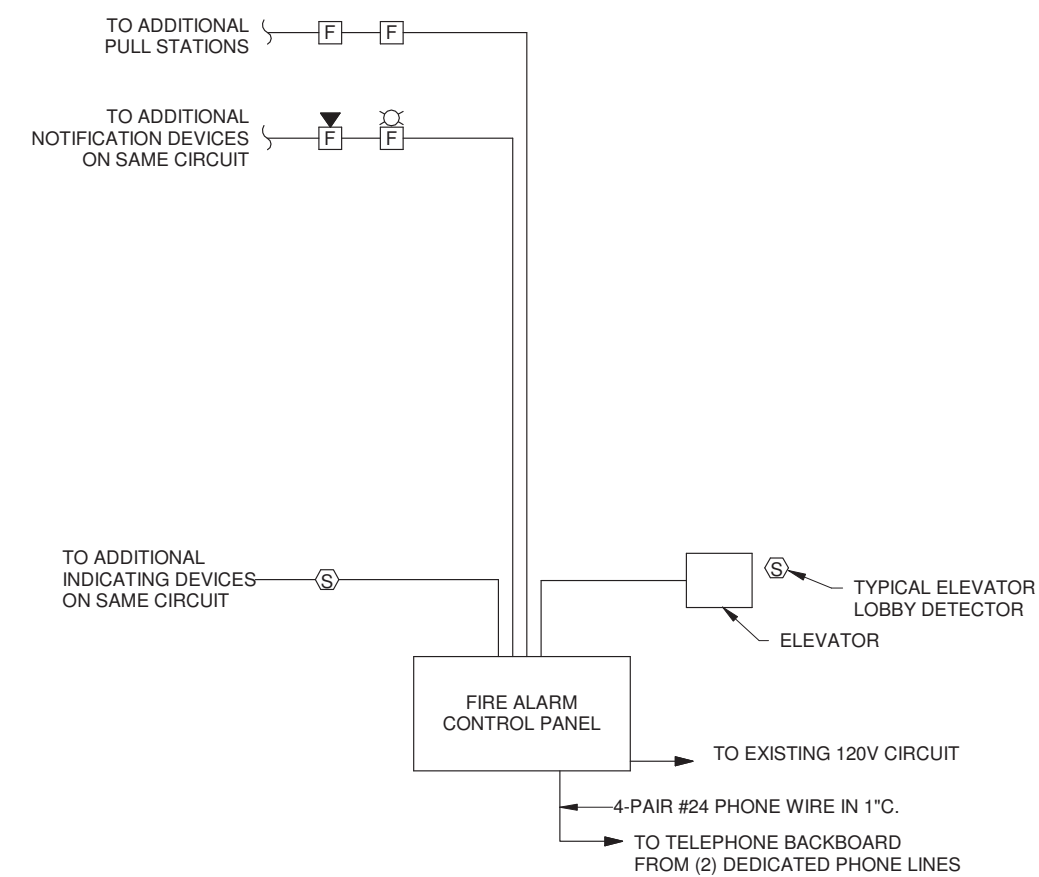 TO ADDITIONAL
PULL STATIONS
F F
TO ADDITIONAL
NOTIFICATION DEVICES
ON SAME CIRCUIT
F F
TO ADDITIONAL
INDICATING DEVICES
ON SAME CIRCUIT
S
S
TYPICAL ELEVATOR
LOBBY DETECTOR
ELEVATOR
FIRE ALARM
CONTROL PANEL
TO EXISTING 120V CIRCUIT
4-PAIR #24 PHONE WIRE IN 1"C.
TO TELEPHONE BACKBOARD
FROM (2) DEDICATED PHONE LINES